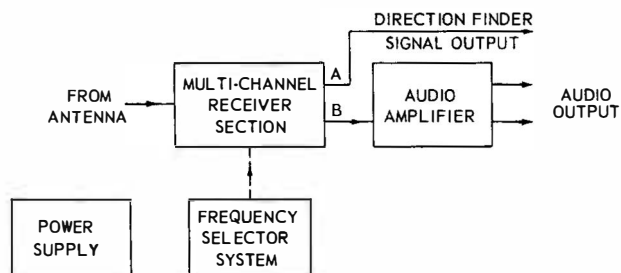 DIRECTION FINDER
SIGNAL OUTPUT
A
MULTI-CHANNEL
RECEIVER
SECTION
FROM
ANTENNA
B
AUDIO
AMPLIFIER
AUDIO
OUTPUT
POWER
SUPPLY
FREQUENCY
SELECTOR
SYSTEM